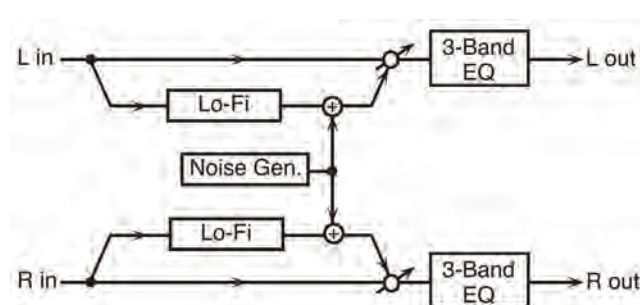 L in
3-Band
EQ
L out
Lo-Fi
Noise Gen.
Lo-Fi
R in
3-Band
EQ
R out